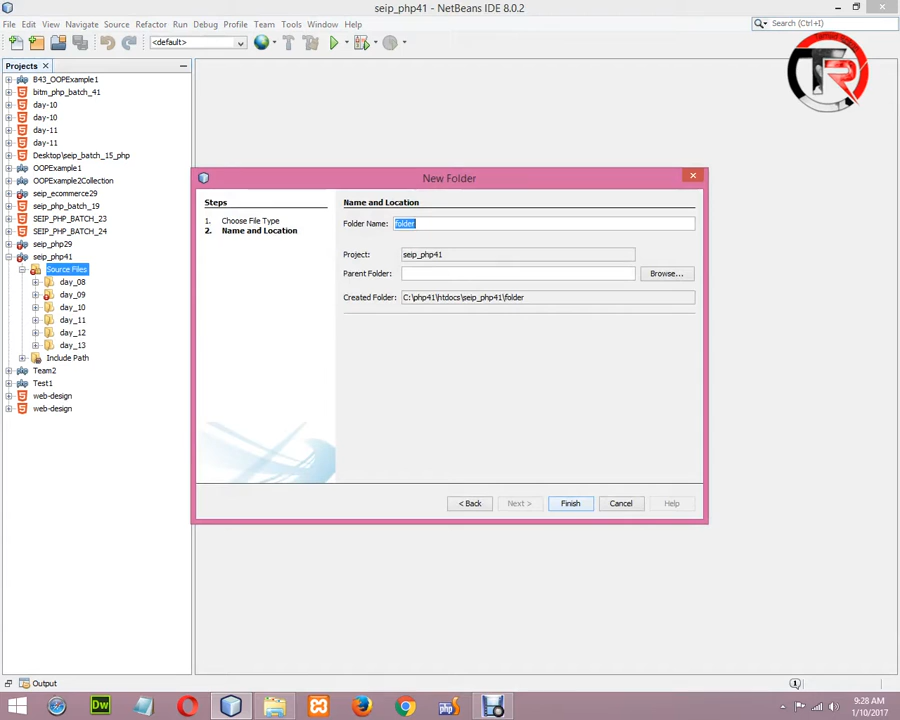 seip_php41 - NetBeans IDE 8.0.2
File Edit View Navigate Source Refactor Run Debug Profile Team Tools Window Help
Search (Ctrl+I)
<default>
Projects
B43_OOPExample1
bitm_php_batch_41
day-10
day-10
day-11
day-11
Desktop\seip_batch_15_php
OOPExample1
OOPExample2Collection
seip_ecommerce29
seip_php_batch_19
SEIP_PHP_BATCH_23
SEIP_PHP_BATCH_24
seip_php29
seip_php41
Source Files
day_08
day_09
day_10
day_11
day_12
day_13
Include Path
Team2
Test1
web-design
web-design
New Folder
Steps
1. Choose File Type
2. Name and Location
Name and Location
Folder Name: folder
Project: seip_php41
Parent Folder:
Browse...
Created Folder: C:\php41\htdocs\seip_php41\folder
< Back
Next >
Finish
Cancel
Help
Output
TR
Dw
php
9:28 AM
1/10/2017